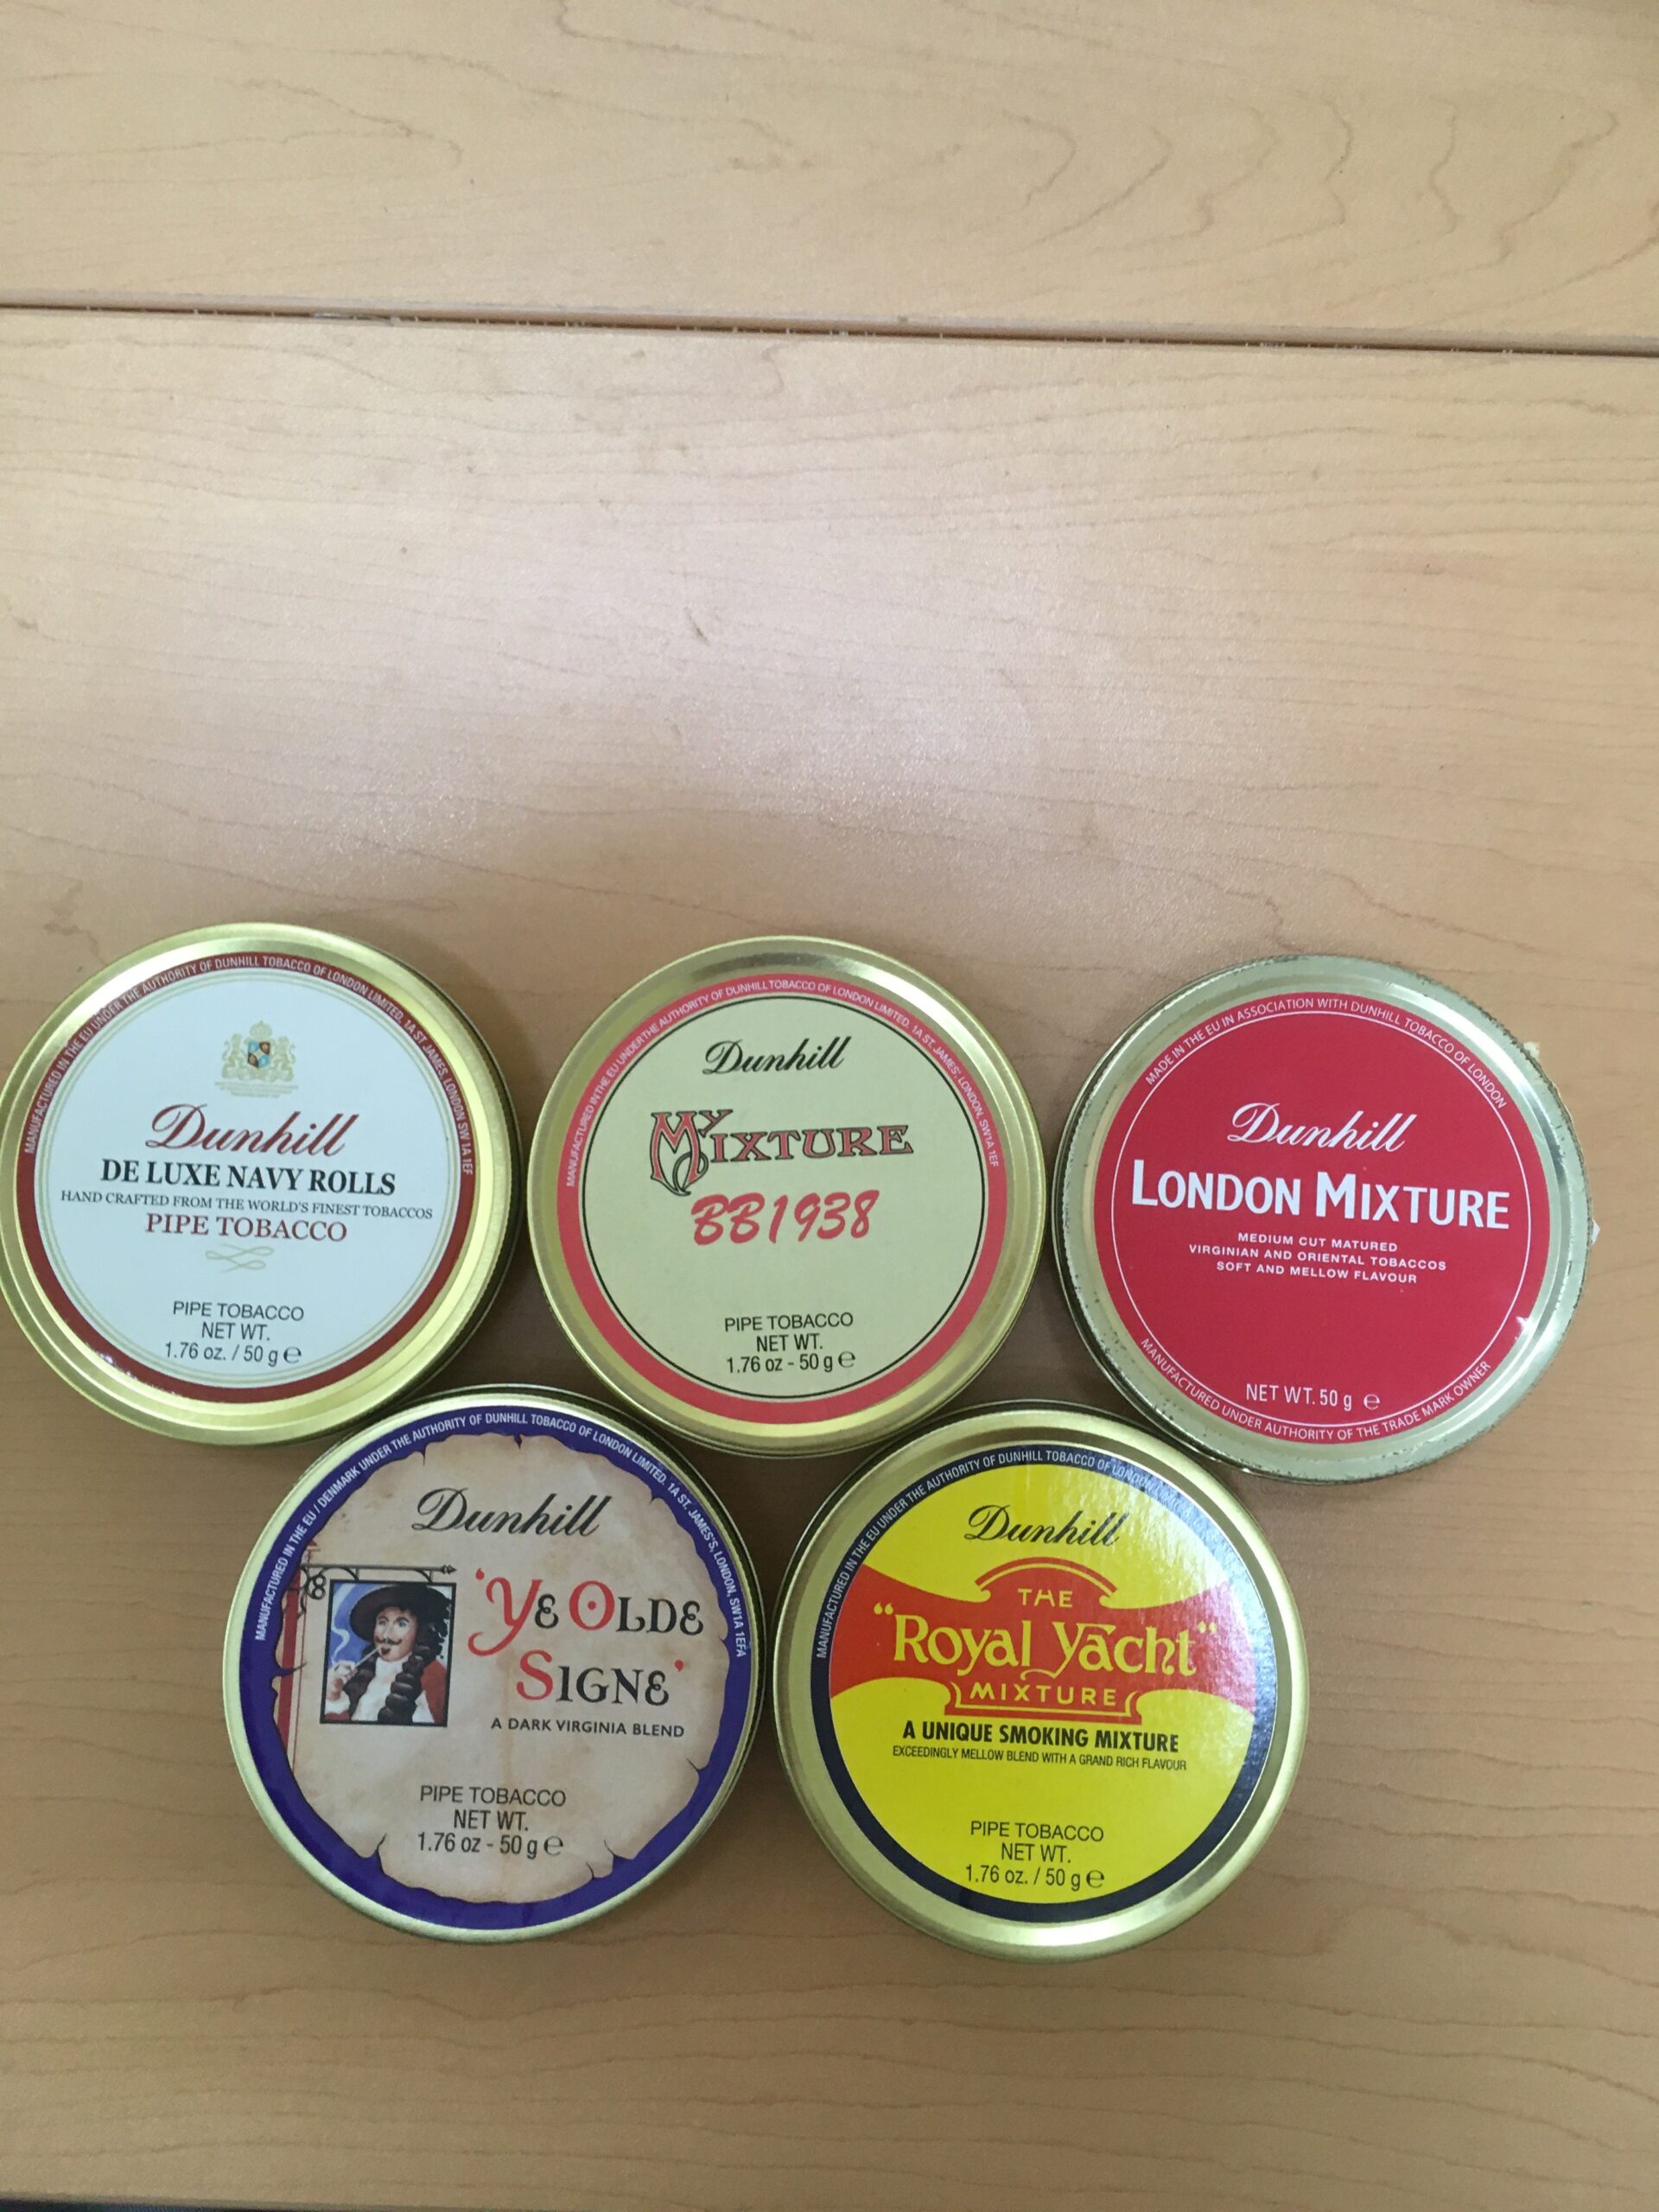 MANUFACTURED IN THE EU UNDER THE AUTHORITY OF DUNHILL TOBACCO OF LONDON LIMITED, 1A ST JAMES, LONDON SW 1A 1EF
Dunhill
DE LUXE NAVY ROLLS
HAND CRAFTED FROM THE WORLD'S FINEST TOBACCOS
PIPE TOBACCO
PIPE TOBACCO
NET WT.
1.76 oz. / 50 g ℮
MANUFACTURED IN THE EU UNDER THE AUTHORITY OF DUNHILL TOBACCO OF LONDON LIMITED. 1A ST. JAMES', LONDON, SW1A 1EF
Dunhill
MY MIXTURE
BB1938
PIPE TOBACCO
NET WT.
1.76 oz - 50 g ℮
MADE IN THE EU IN ASSOCIATION WITH DUNHILL TOBACCO OF LONDON
Dunhill
LONDON MIXTURE
MEDIUM CUT MATURED
VIRGINIAN AND ORIENTAL TOBACCOS
SOFT AND MELLOW FLAVOUR
NET WT. 50 g ℮
MANUFACTURED UNDER AUTHORITY OF THE TRADE MARK OWNER
MANUFACTURED IN THE EU / DENMARK UNDER THE AUTHORITY OF DUNHILL TOBACCO OF LONDON LIMITED. 1A ST. JAMES'S, LONDON, SW1A 1EFA
Dunhill
'YE OLDE
SIGNE'
A DARK VIRGINIA BLEND
PIPE TOBACCO
NET WT.
1.76 oz - 50 g ℮
MANUFACTURED IN THE EU UNDER THE AUTHORITY OF DUNHILL TOBACCO OF LONDON
Dunhill
THE
"Royal Yacht"
MIXTURE
A UNIQUE SMOKING MIXTURE
EXCEEDINGLY MELLOW BLEND WITH A GRAND RICH FLAVOUR
PIPE TOBACCO
NET WT.
1.76 oz. / 50 g ℮